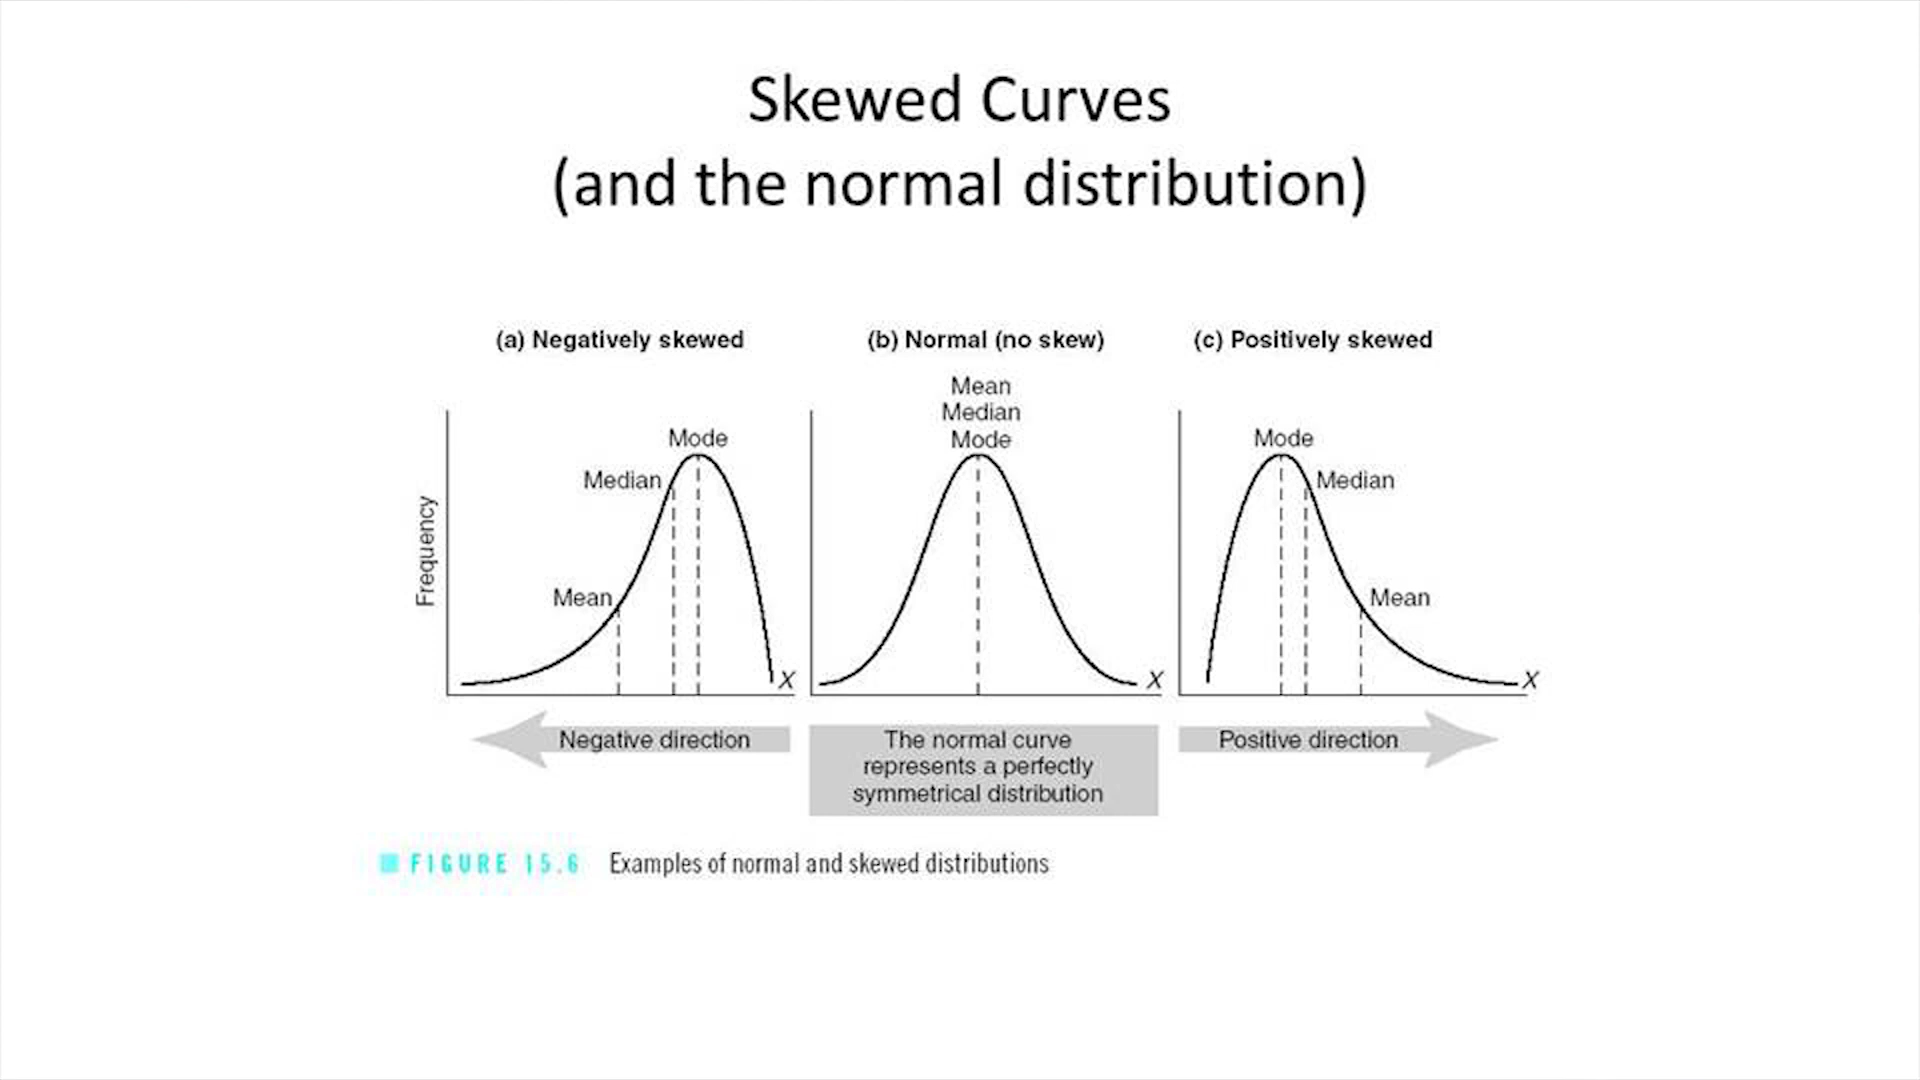 Skewed Curves
(and the normal distribution)
(a) Negatively skewed
Mode
Median
Mean
Frequency
X
Negative direction
(b) Normal (no skew)
Mean
Median
Mode
X
The normal curve
represents a perfectly
symmetrical distribution
(c) Positively skewed
Mode
Median
Mean
X
Positive direction
FIGURE 15.6 Examples of normal and skewed distributions